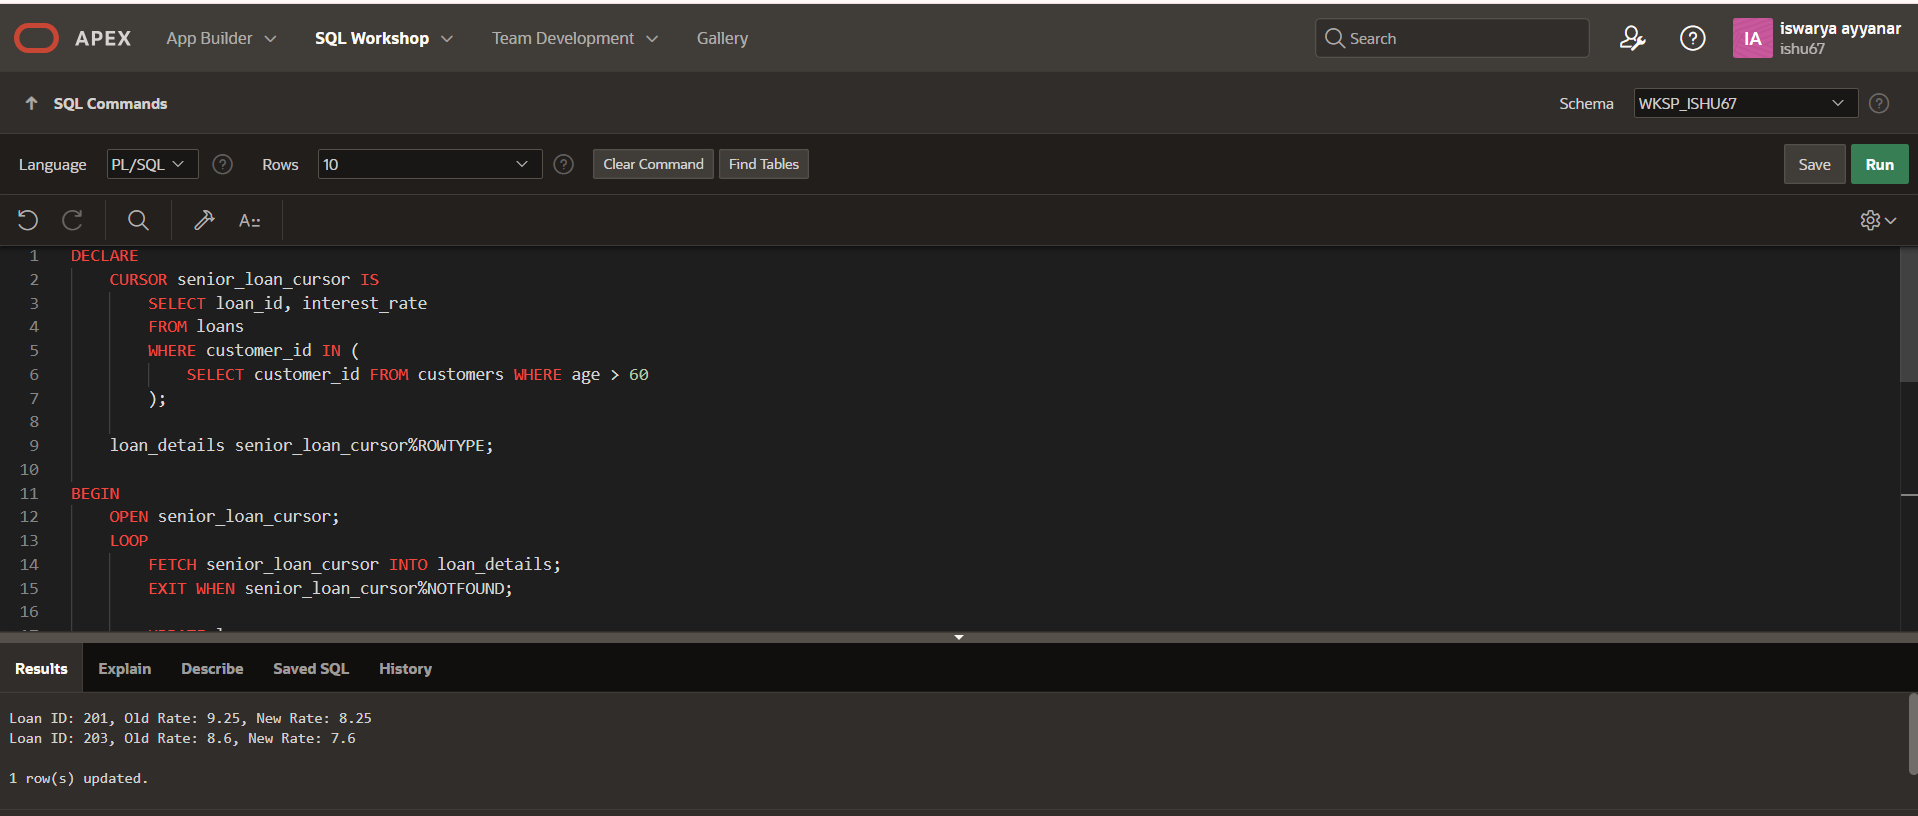 APEX App Builder SQL Workshop Team Development Gallery Search IA iswarya ayyanar
ishu67
SQL Commands Schema WKSP_ISHU67
Language PL/SQL Rows 10 Clear Command Find Tables Save Run
A
1 DECLARE
2 CURSOR senior_loan_cursor IS
3 SELECT loan_id, interest_rate
4 FROM loans
5 WHERE customer_id IN (
6 SELECT customer_id FROM customers WHERE age > 60
7 );
8
9 loan_details senior_loan_cursor%ROWTYPE;
10
11 BEGIN
12 OPEN senior_loan_cursor;
13 LOOP
14 FETCH senior_loan_cursor INTO loan_details;
15 EXIT WHEN senior_loan_cursor%NOTFOUND;
16
Results Explain Describe Saved SQL History
Loan ID: 201, Old Rate: 9.25, New Rate: 8.25
Loan ID: 203, Old Rate: 8.6, New Rate: 7.6
1 row(s) updated.